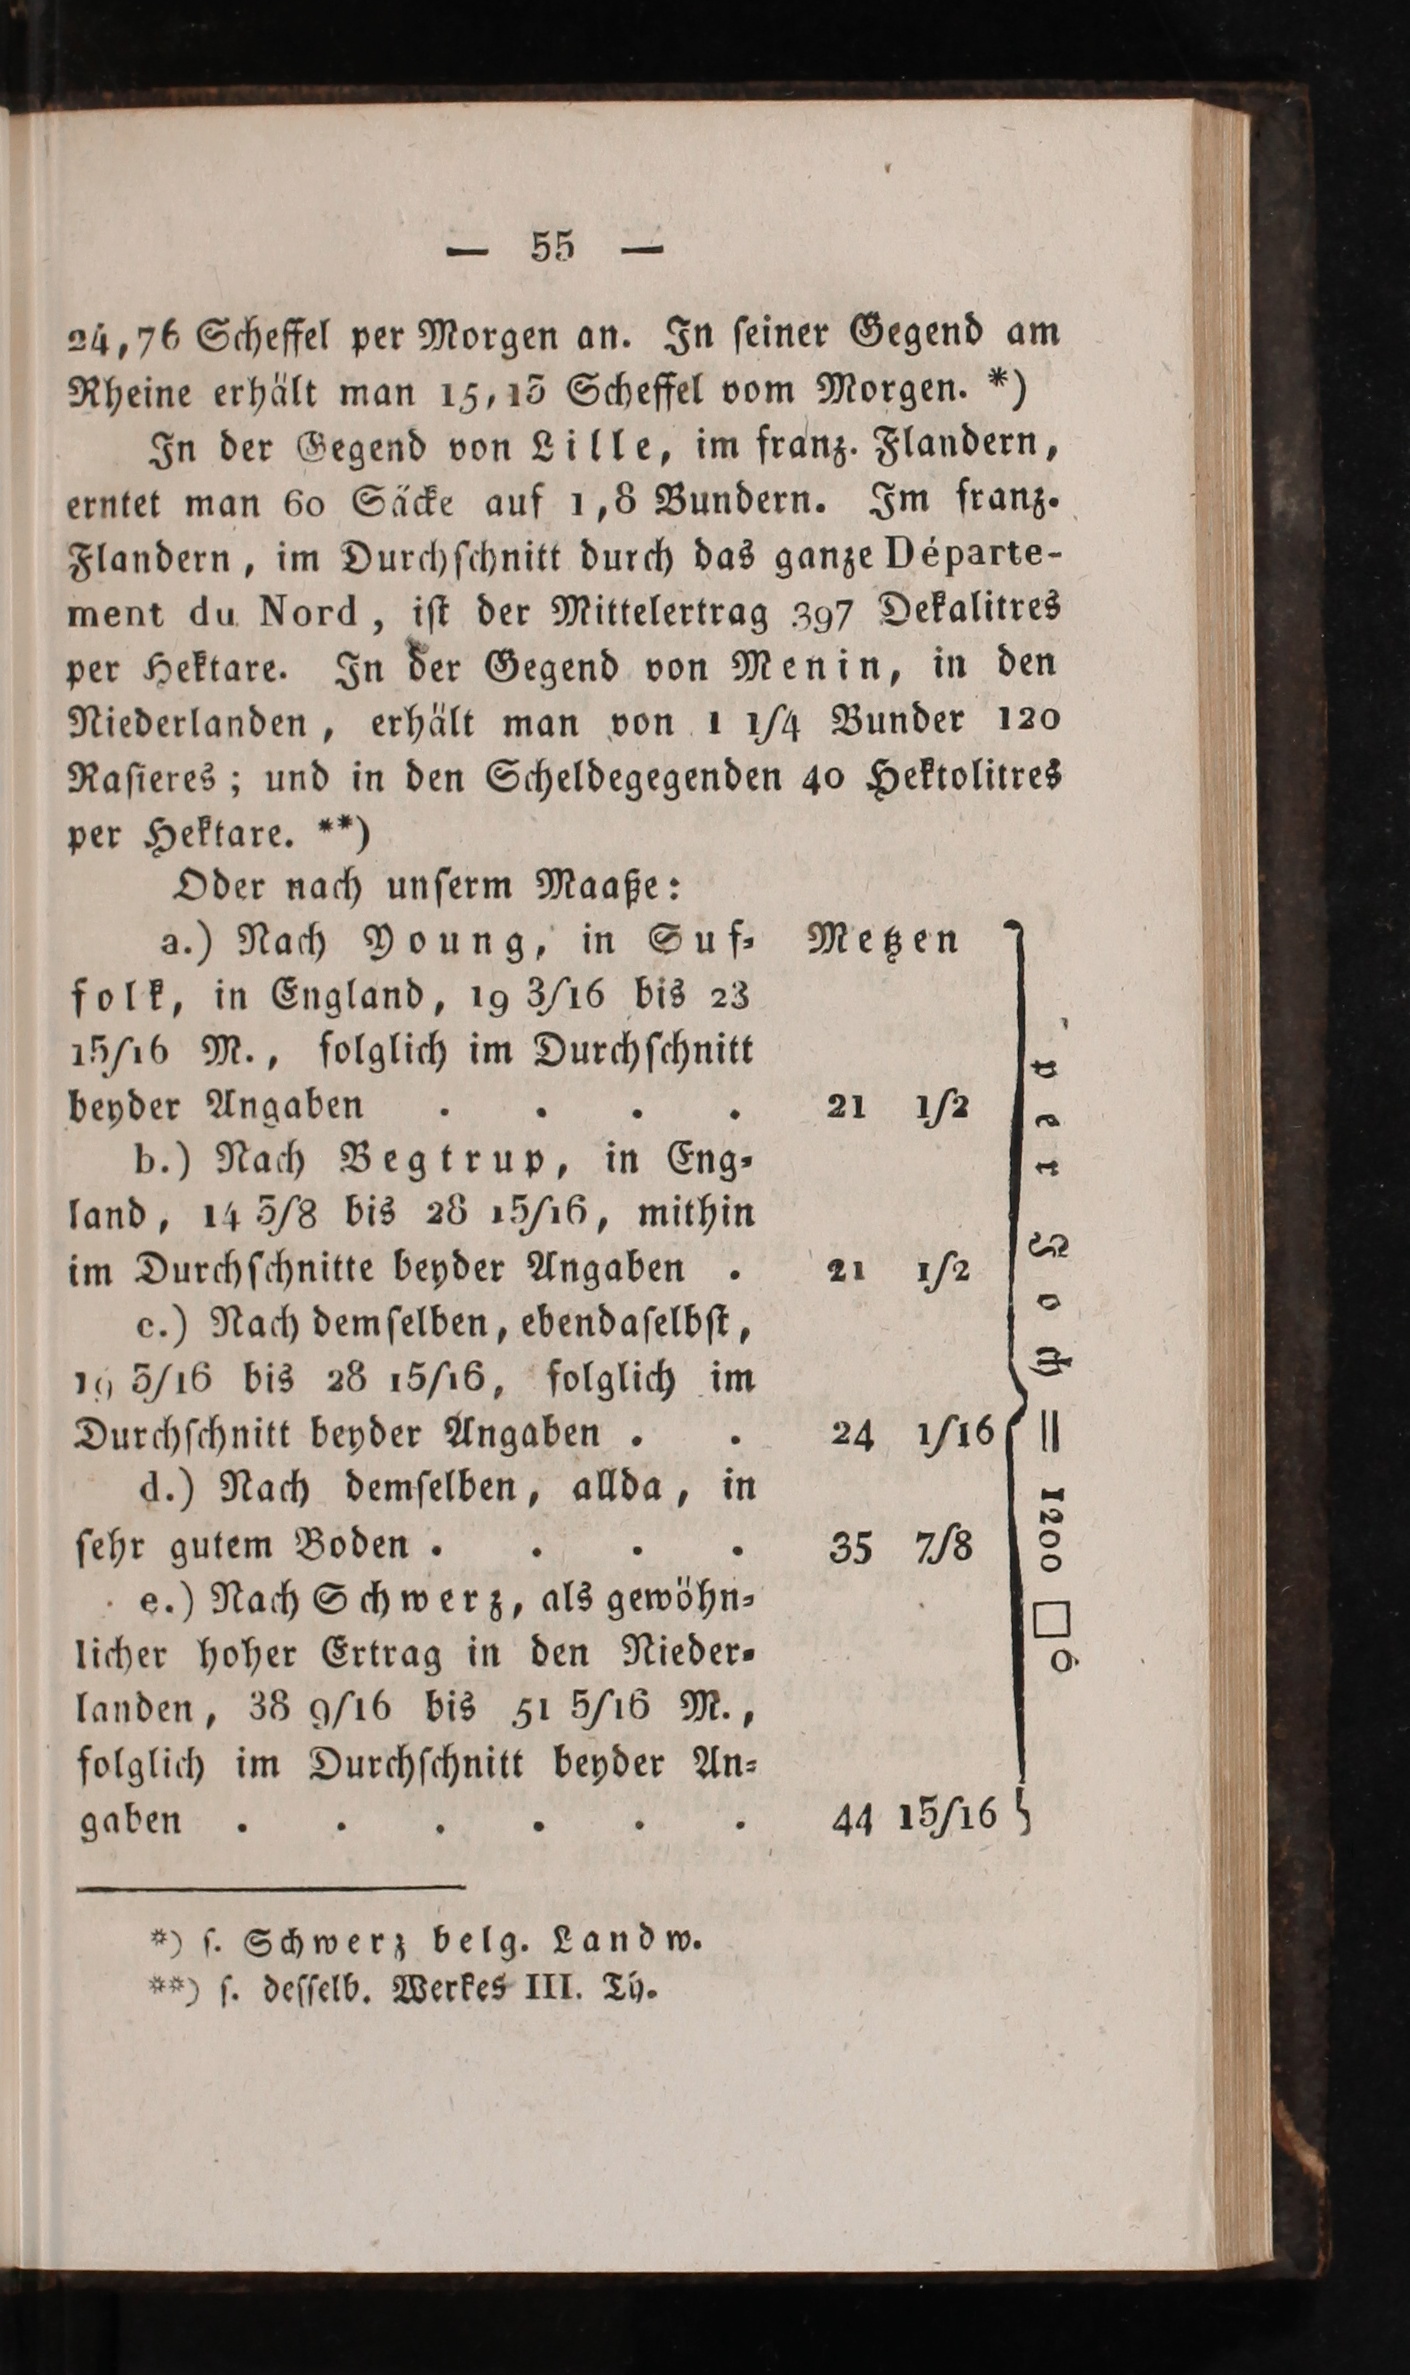 — 55 —
24,76 Scheffel per Morgen an. In ſeiner Gegend am
Rheine erhält man 15,15 Scheffel vom Morgen. *)
In der Gegend von Lille, im franz. Flandern,
erntet man 60 Säcke auf 1,8 Bundern. Im franz.
Flandern, im Durchſchnitt durch das ganze Départe-
ment du Nord, iſt der Mittelertrag 397 Dekalitres
per Hektare. In der Gegend von Menin, in den
Niederlanden, erhält man von 1 1/4 Bunder 120
Raſieres; und in den Scheldegegenden 40 Hektolitres
per Hektare. **)
Oder nach unſerm Maaße:
a.) Nach Young, in Suf- Metzen
folk, in England, 19 3/16 bis 23
15/16 M., folglich im Durchſchnitt
beyder Angaben . . . . 21 1/2
b.) Nach Begtrup, in Eng-
land, 14 5/8 bis 28 15/16, mithin
im Durchſchnitte beyder Angaben . 21 1/2
c.) Nach demſelben, ebendaſelbſt,
19 3/16 bis 28 15/16, folglich im
Durchſchnitt beyder Angaben . . 24 1/16
d.) Nach demſelben, allda, in
ſehr gutem Boden . . . . 35 7/8
e.) Nach Schwerz, als gewöhn-
licher hoher Ertrag in den Nieder-
landen, 38 9/16 bis 51 5/16 M.,
folglich im Durchſchnitt beyder An-
gaben . . . . . . 44 15/16
per Joch = 1200 □°
*) ſ. Schwerz belg. Landw.
**) ſ. deſſelb. Werkes III. Th.